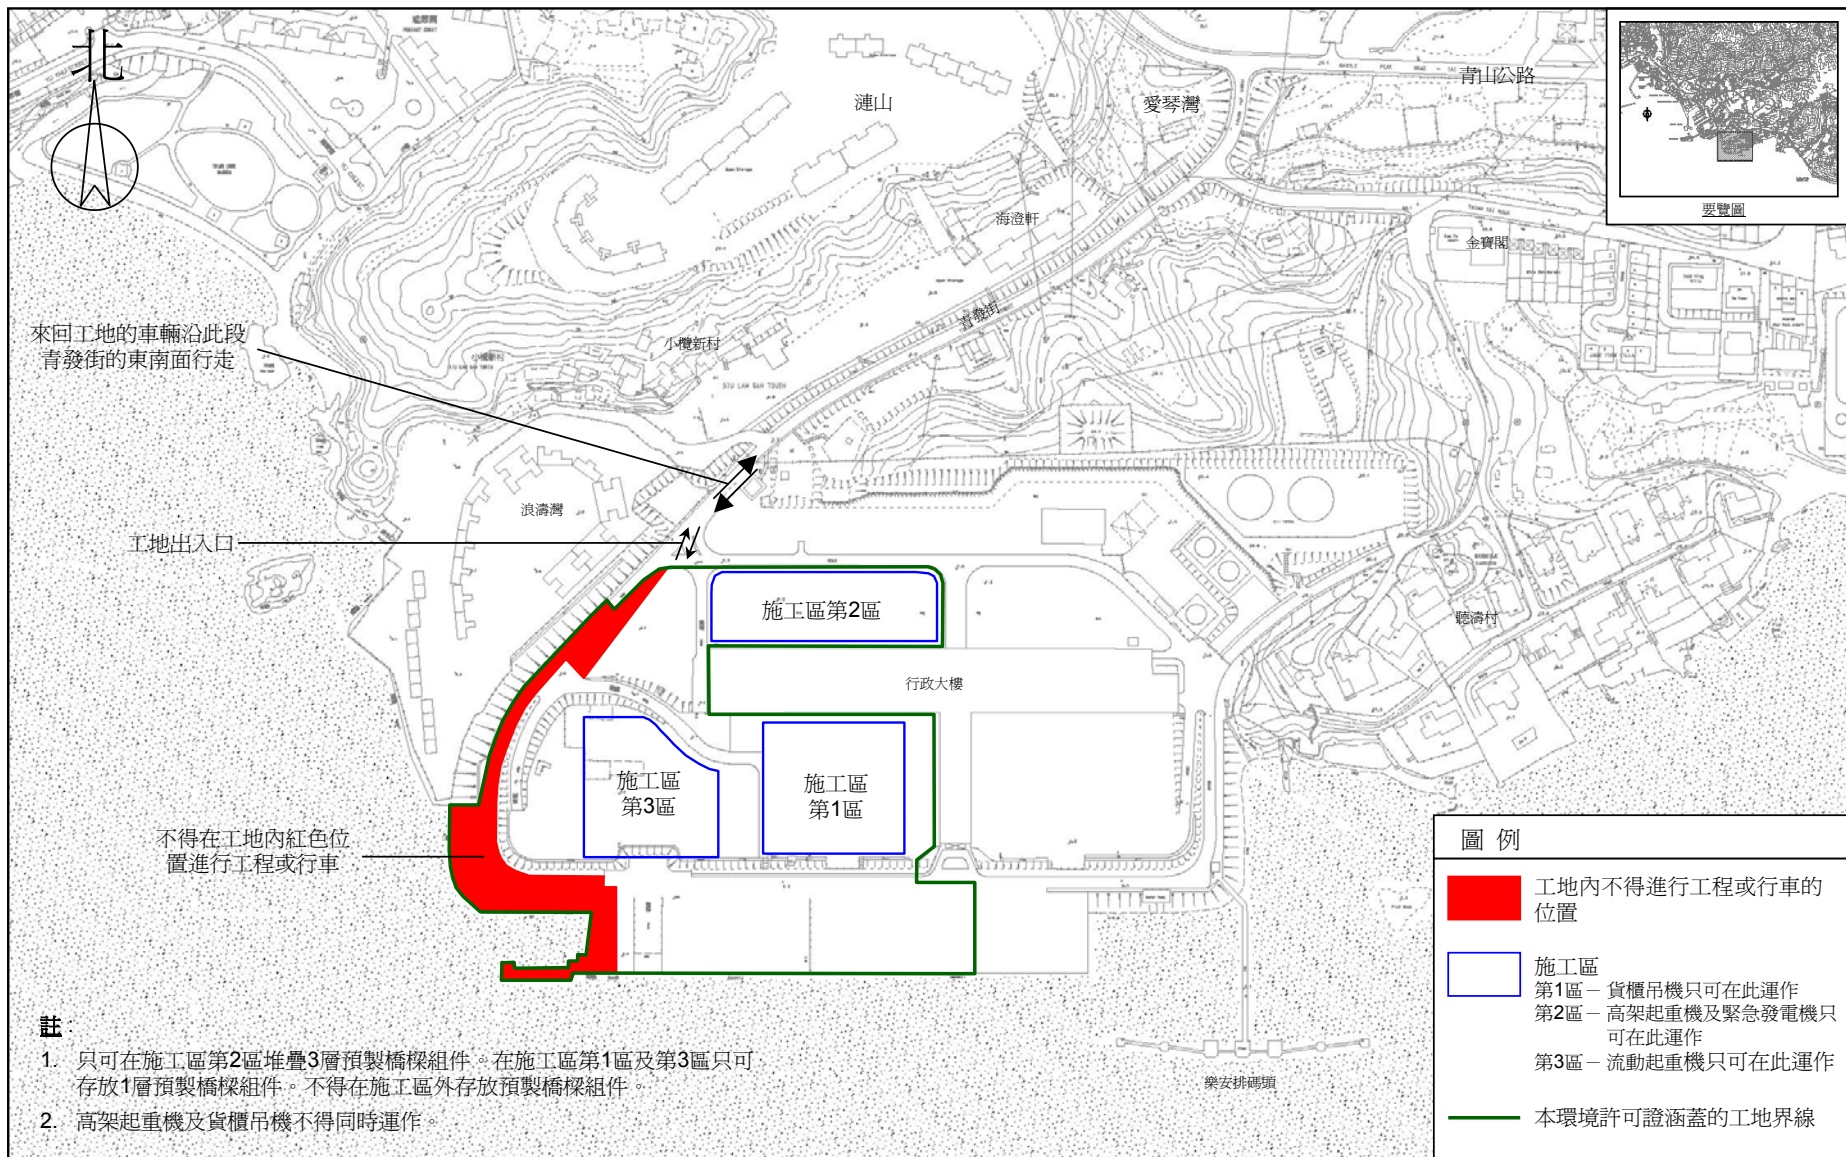 北
漣山
愛琴灣
青山公路
要覽圖
海澄軒
金寶閣
青發街
小欖新村
SIU LAM SAN TSUEN
來回工地的車輛沿此段
青發街的東南面行走
浪濤灣
工地出入口
施工區第2區
聽濤村
行政大樓
施工區
第3區
施工區
第1區
不得在工地內紅色位
置進行工程或行車
樂安排碼頭
註:
1. 只可在施工區第2區堆疊3層預製橋樑組件。在施工區第1區及第3區只可
存放1層預製橋樑組件。不得在施工區外存放預製橋樑組件。
2. 高架起重機及貨櫃吊機不得同時運作。
圖 例
工地內不得進行工程或行車的
位置
施工區
第1區－ 貨櫃吊機只可在此運作
第2區－ 高架起重機及緊急發電機只
可在此運作
第3區－ 流動起重機只可在此運作
本環境許可證涵蓋的工地界線